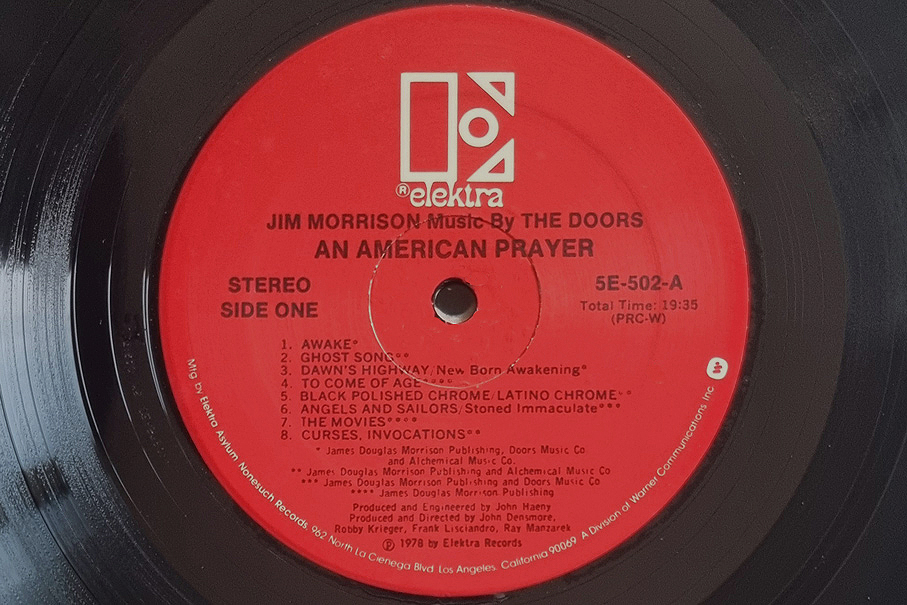 ® elektra
JIM MORRISON Music By THE DOORS
AN AMERICAN PRAYER
STEREO
SIDE ONE
5E-502-A
Total Time: 19:35
(PRC-W)
1. AWAKE*
2. GHOST SONG**
3. DAWN'S HIGHWAY/New Born Awakening*
4. TO COME OF AGE****
5. BLACK POLISHED CHROME/LATINO CHROME**
6. ANGELS AND SAILORS/Stoned Immaculate***
7. THE MOVIES****
8. CURSES, INVOCATIONS**
* James Douglas Morrison Publishing, Doors Music Co
and Alchemical Music Co.
** James Douglas Morrison Publishing and Alchemical Music Co
*** James Douglas Morrison Publishing and Doors Music Co
**** James Douglas Morrison Publishing
Produced and Engineered by John Haeny
Produced and Directed by John Densmore,
Robby Krieger, Frank Lisciandro, Ray Manzarek
℗ 1978 by Elektra Records
Mfg. by Elektra Asylum Nonesuch Records, 962 North La Cienega Blvd Los Angeles, California 90069 A Division of Warner Communications Inc